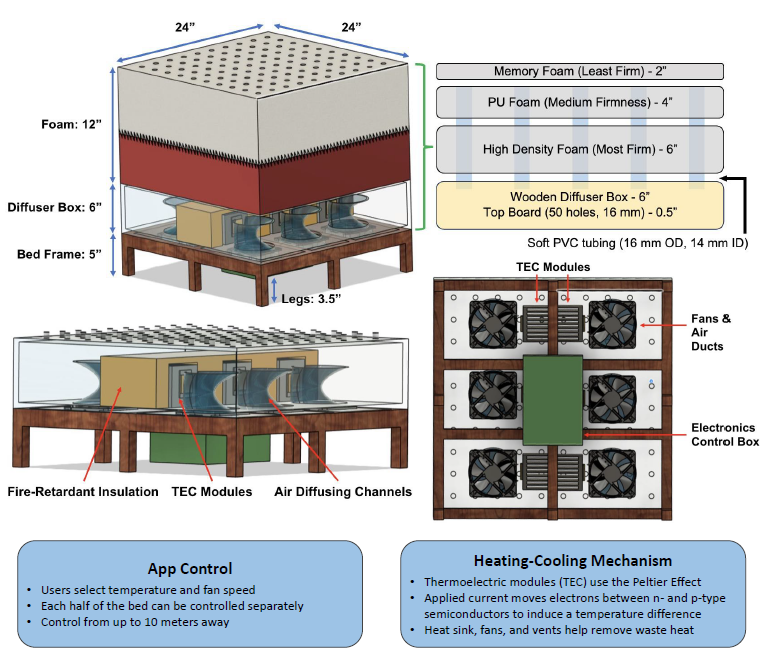 24”
24”
Foam: 12”
Diffuser Box: 6”
Bed Frame: 5”
Legs: 3.5”
Memory Foam (Least Firm) - 2”
PU Foam (Medium Firmness) - 4”
High Density Foam (Most Firm) - 6”
Wooden Diffuser Box - 6”
Top Board (50 holes, 16 mm) - 0.5”
Soft PVC tubing (16 mm OD, 14 mm ID)
TEC Modules
Fans &
Air
Ducts
Electronics
Control Box
Fire-Retardant Insulation
TEC Modules
Air Diffusing Channels
App Control
• Users select temperature and fan speed
• Each half of the bed can be controlled separately
• Control from up to 10 meters away
Heating-Cooling Mechanism
• Thermoelectric modules (TEC) use the Peltier Effect
• Applied current moves electrons between n- and p-type
semiconductors to induce a temperature difference
• Heat sink, fans, and vents help remove waste heat